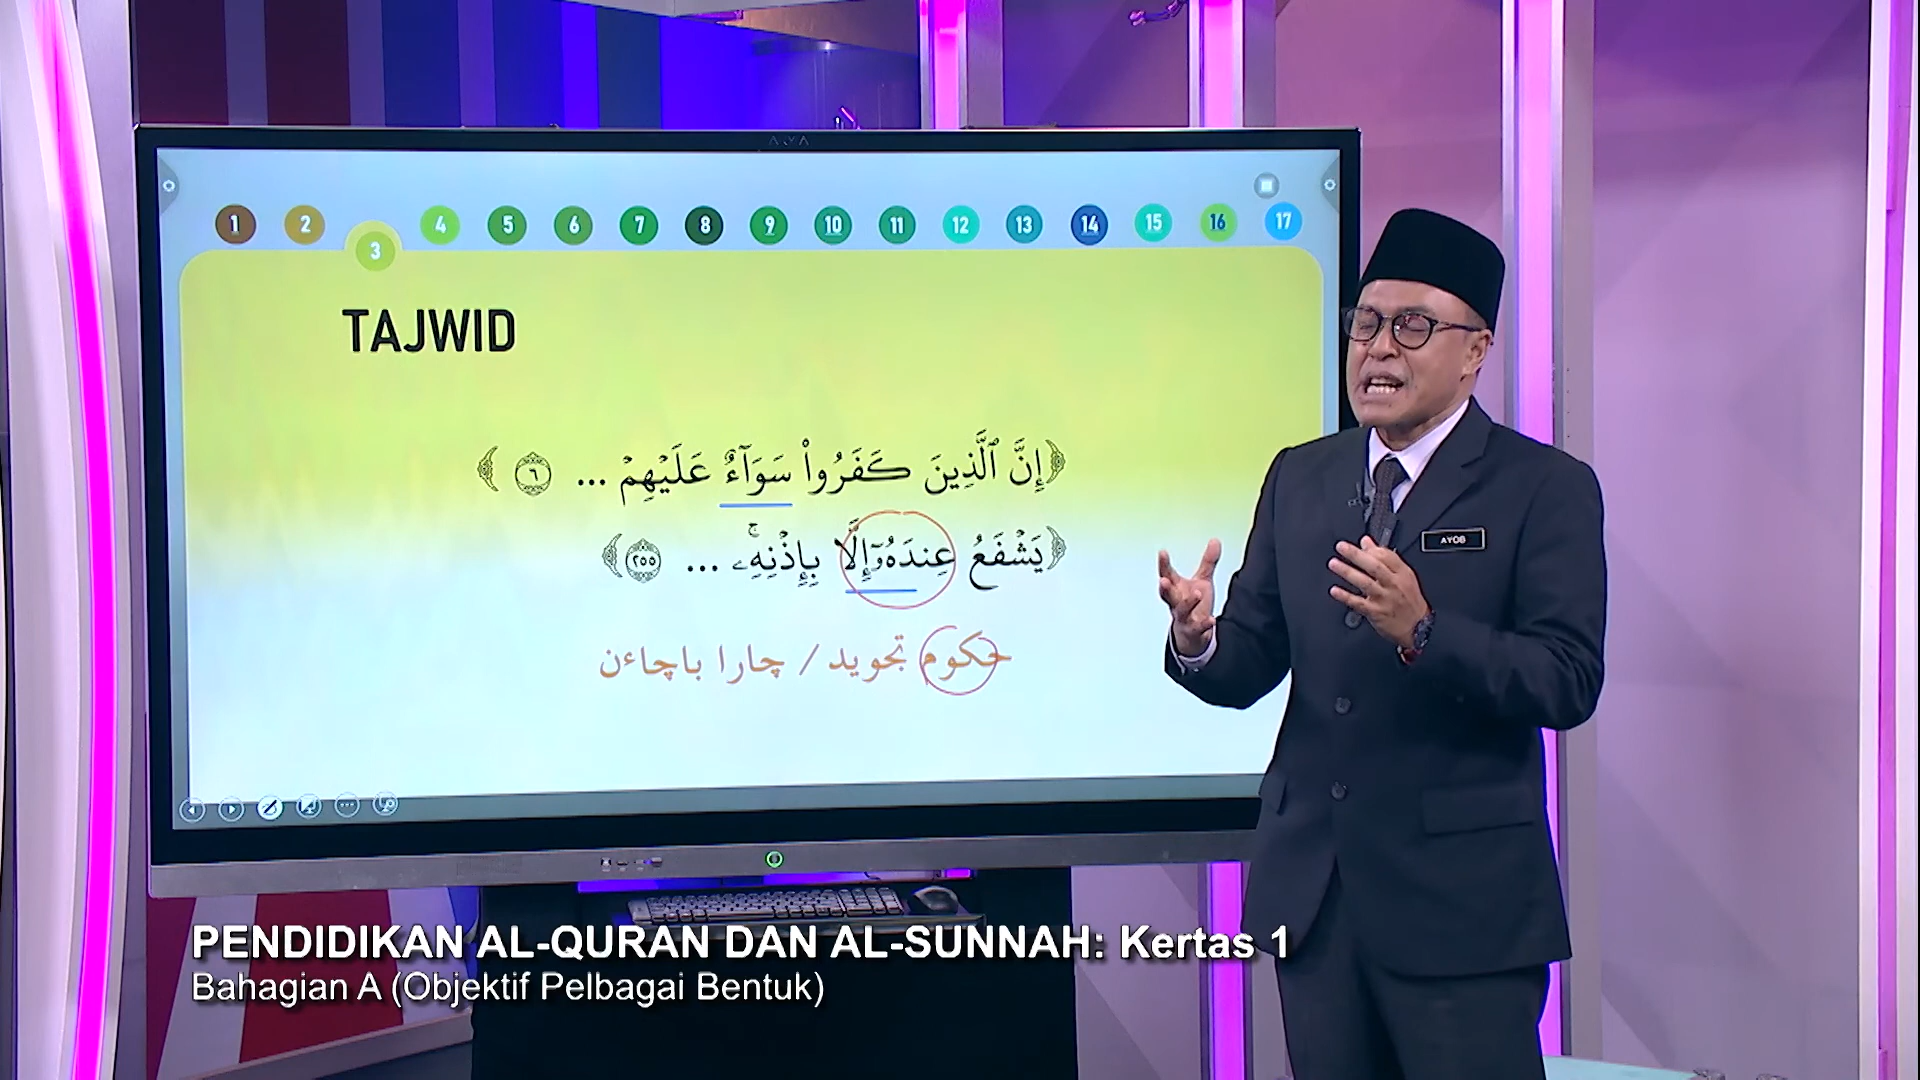 1 2 3 4 5 6 7 8 9 10 11 12 13 14 15 16 17
TAJWID
﴿إِنَّ ٱلَّذِينَ كَفَرُوا۟ سَوَآءٌ عَلَيْهِمْ ... ٦﴾
﴿يَشْفَعُ عِندَهُۥٓ إِلَّا بِإِذْنِهِۦۚ ... ٢٥٥﴾
حكوم تجويد / چارا باچاءن
AYOB
PENDIDIKAN AL-QURAN DAN AL-SUNNAH: Kertas 1
Bahagian A (Objektif Pelbagai Bentuk)